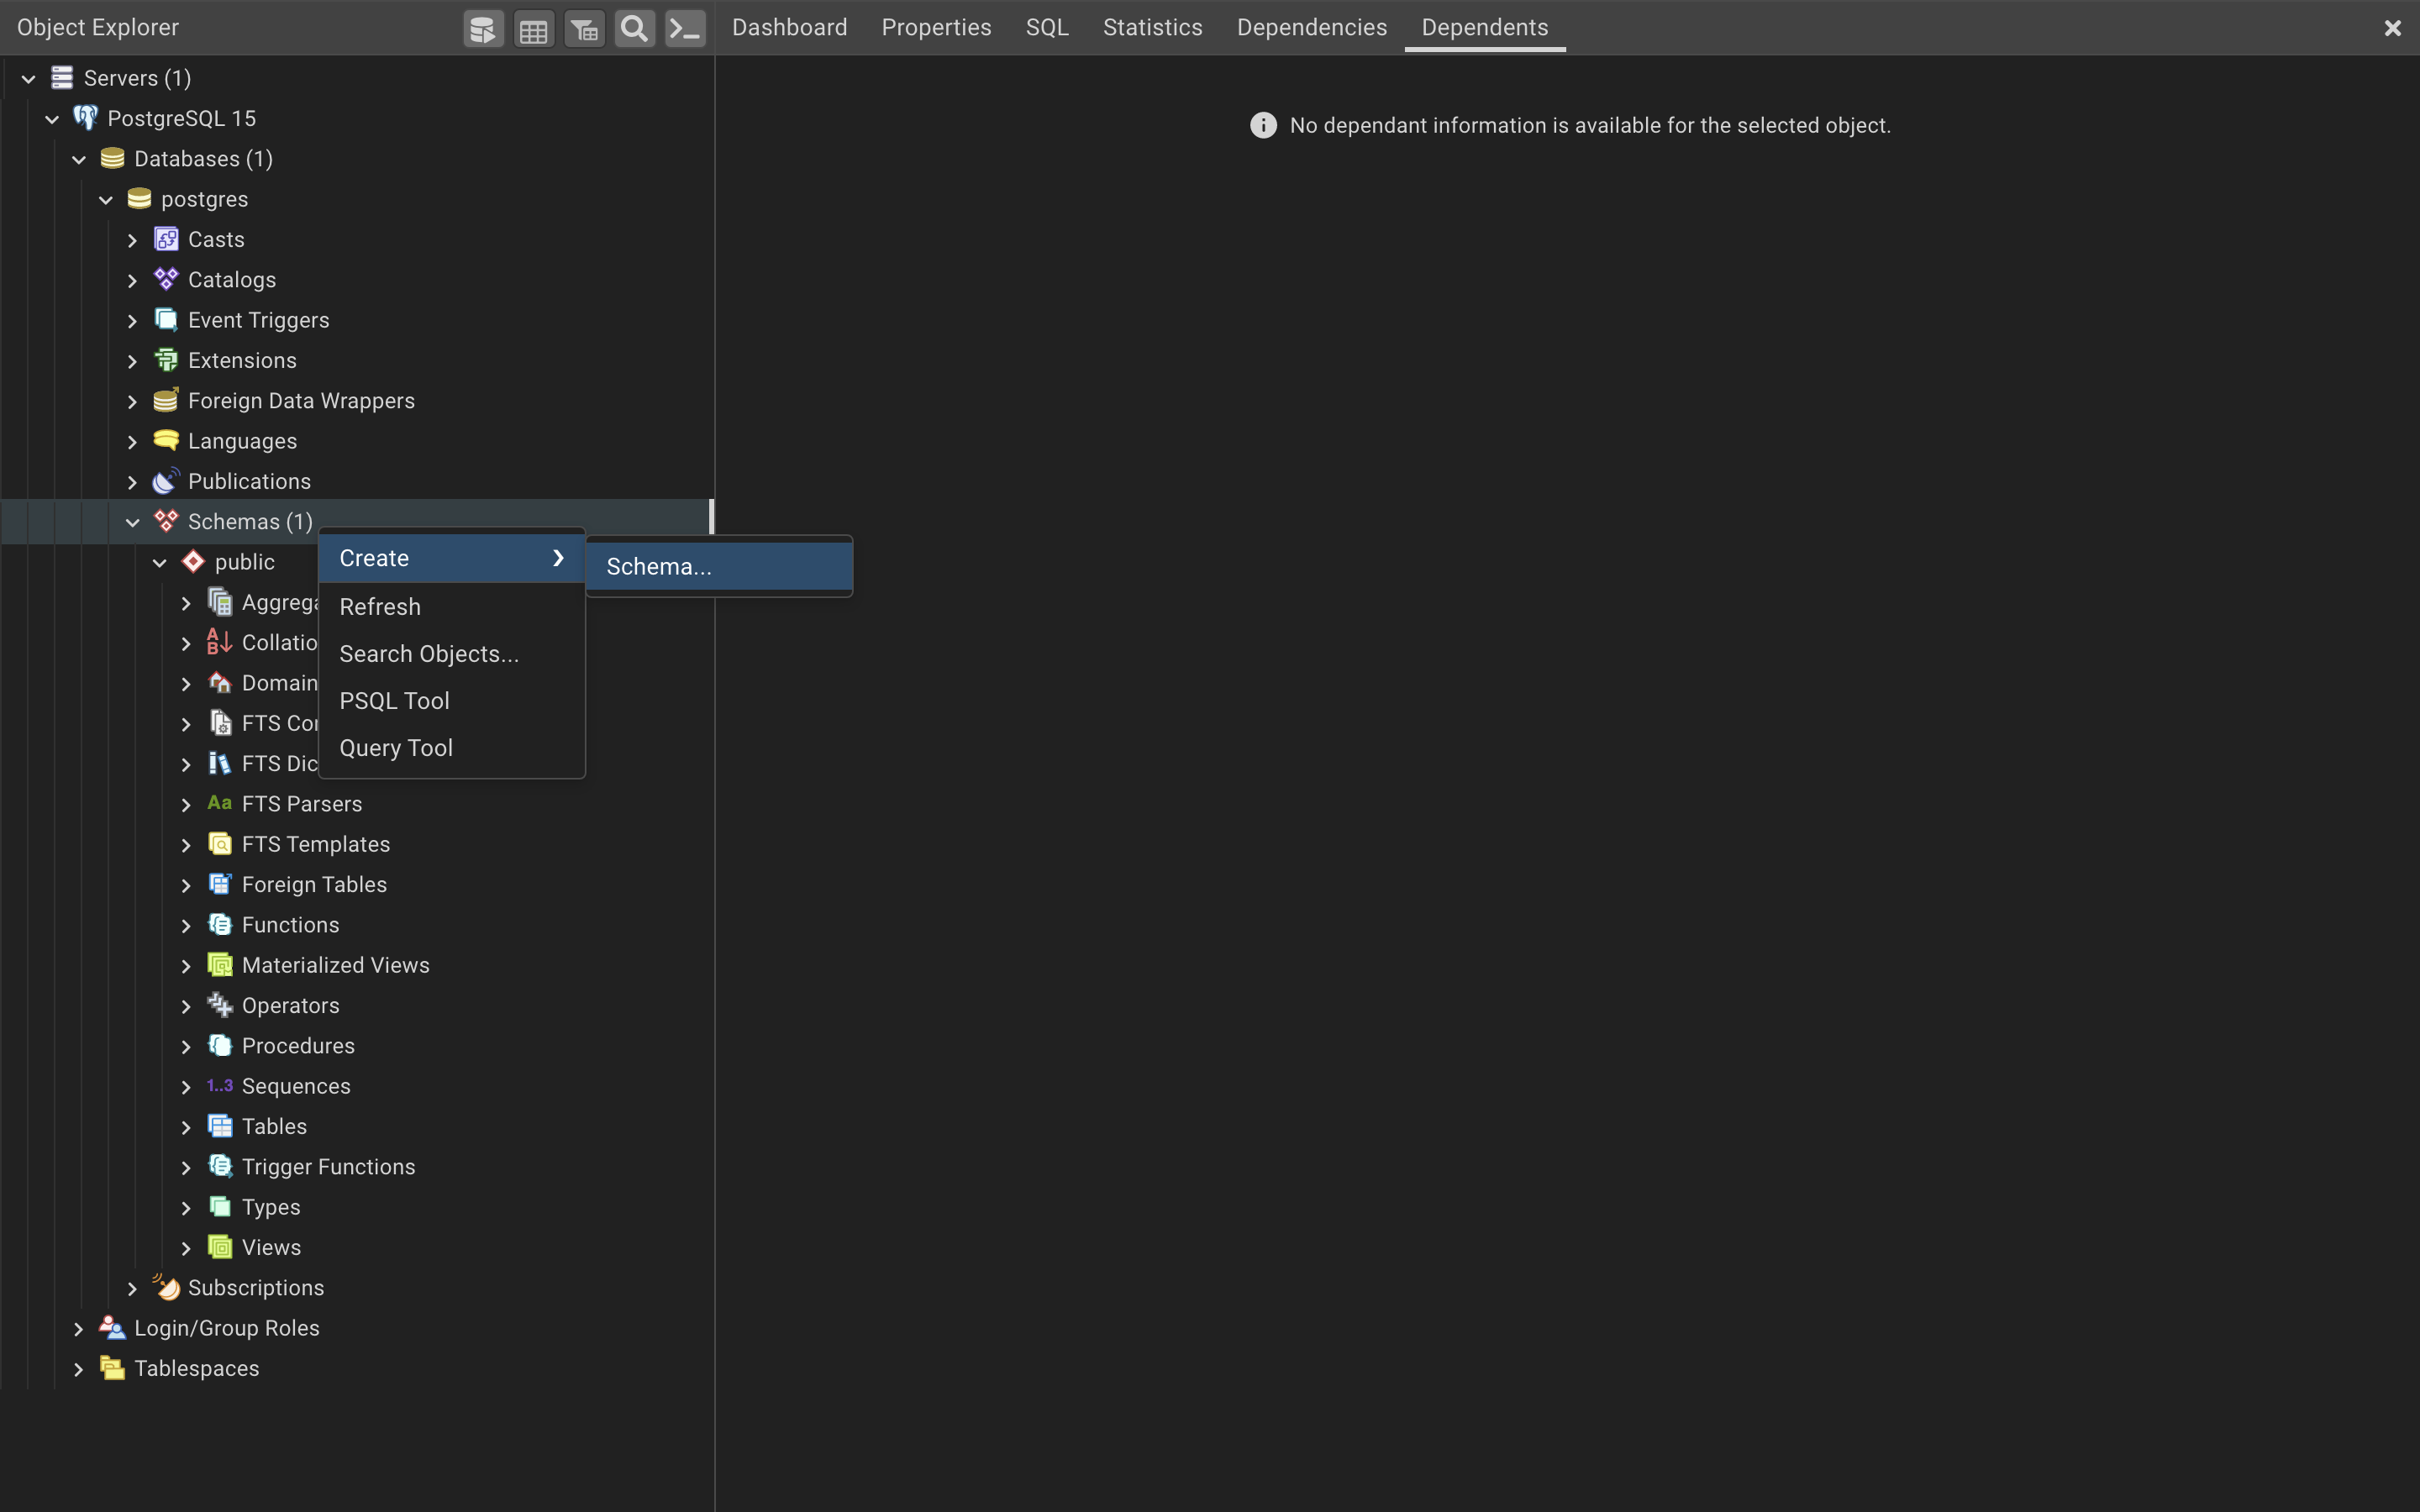 Object Explorer
Dashboard Properties SQL Statistics Dependencies Dependents
Servers (1)
PostgreSQL 15
Databases (1)
postgres
Casts
Catalogs
Event Triggers
Extensions
Foreign Data Wrappers
Languages
Publications
Schemas (1)
public
Aggrega
Collatio
Domain
FTS Con
FTS Dic
Aa FTS Parsers
FTS Templates
Foreign Tables
Functions
Materialized Views
Operators
Procedures
1..3 Sequences
Tables
Trigger Functions
Types
Views
Subscriptions
Login/Group Roles
Tablespaces
Create
Refresh
Search Objects...
PSQL Tool
Query Tool
Schema...
No dependant information is available for the selected object.